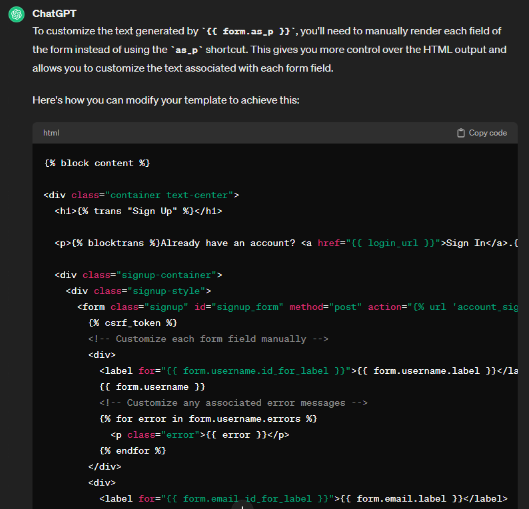 ChatGPT
To customize the text generated by `{{ form.as_p }}`, you'll need to manually render each field
of the form instead of using the `as_p` shortcut. This gives you more control over the HTML output and
allows you to customize the text associated with each form field.
Here's how you can modify your template to achieve this:
html
Copy code
{% block content %}
<div class="container text-center">
<h1>{% trans "Sign Up" %}</h1>
<p>{% blocktrans %}Already have an account? <a href="{{ login_url }}">Sign In</a>.{
<div class="signup-container">
<div class="signup-style">
<form class="signup" id="signup_form" method="post" action="{% url 'account_sig
{% csrf_token %}
<!-- Customize each form field manually -->
<div>
<label for="{{ form.username.id_for_label }}">{{ form.username.label }}</la
{{ form.username }}
<!-- Customize any associated error messages -->
{% for error in form.username.errors %}
<p class="error">{{ error }}</p>
{% endfor %}
</div>
<div>
<label for="{{ form.email.id_for_label }}">{{ form.email.label }}</label>